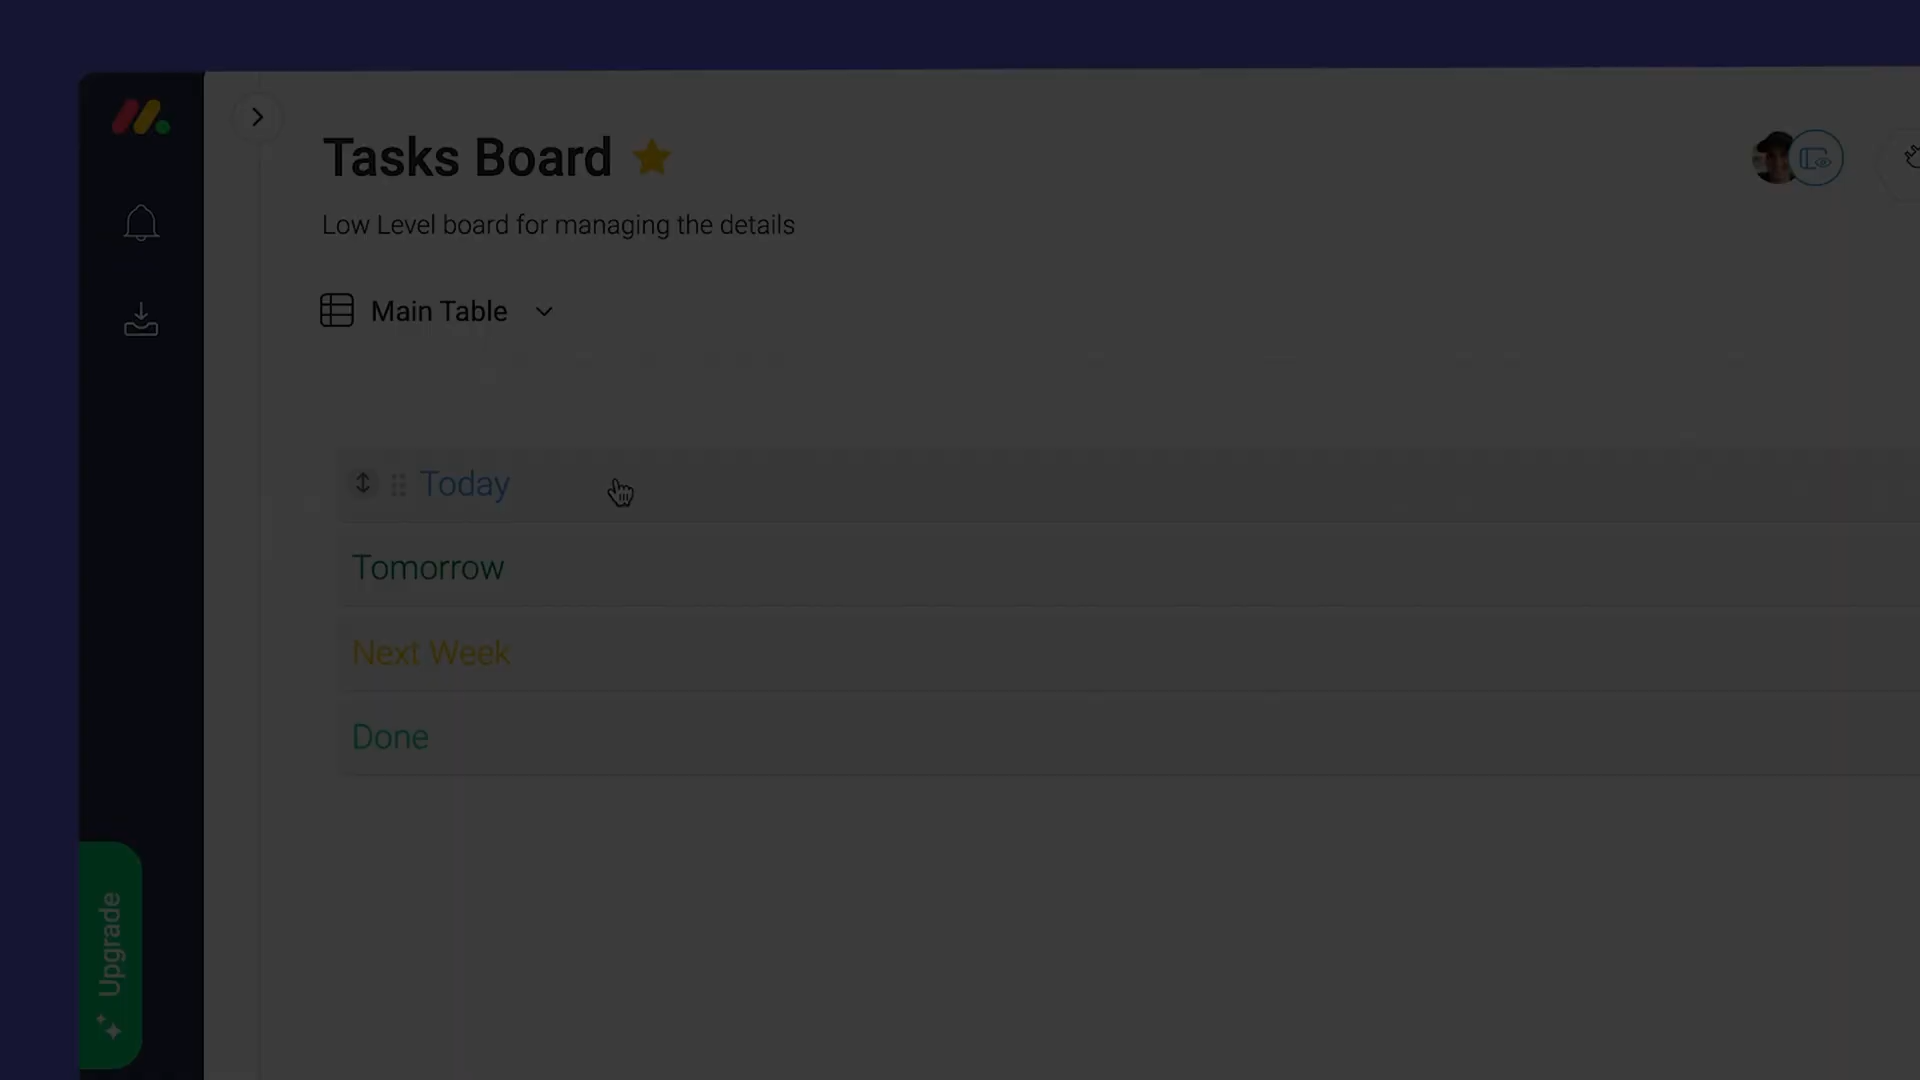 Tasks Board
Low Level board for managing the details
Main Table
Today
Tomorrow
Next Week
Done
Upgrade